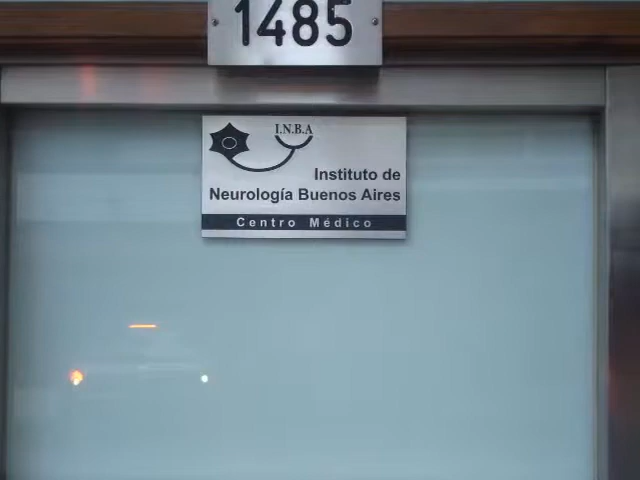 1485
I.N.B.A
Instituto de
Neurología Buenos Aires
Centro Médico